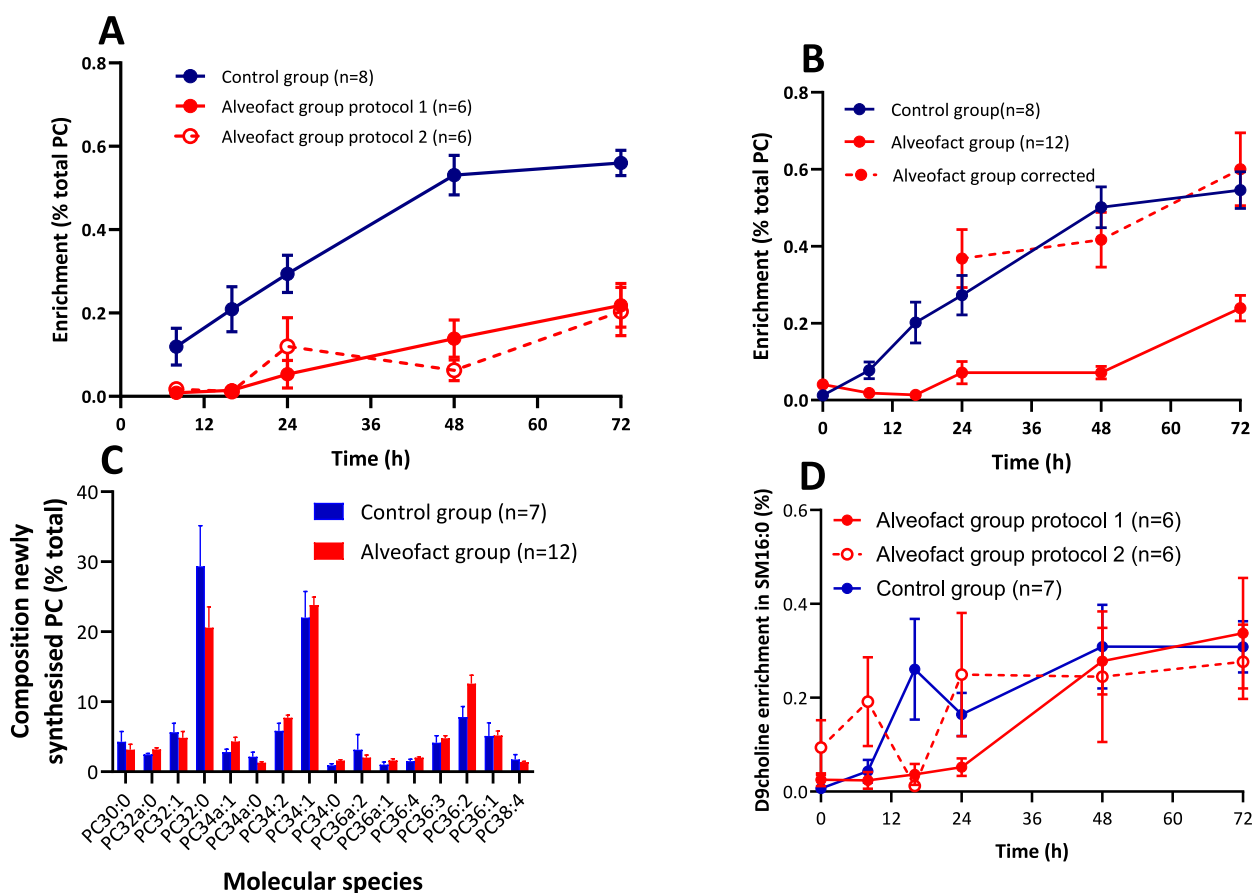 A
0.8
0.6
0.4
0.2
0.0
Enrichment (% total PC)
Control group (n=8)
Alveofact group protocol 1 (n=6)
Alveofact group protocol 2 (n=6)
0 12 24 36 48 60 72
Time (h)
B
0.8
0.6
0.4
0.2
0.0
Enrichment (% total PC)
Control group(n=8)
Alveofact group (n=12)
Alveofact group corrected
0 12 24 36 48 60 72
Time (h)
C
40
30
20
10
0
Composition newly
synthesised PC (% total)
Control group (n=7)
Alveofact group (n=12)
PC30:0
PC32a:0
PC32:1
PC32:0
PC34a:1
PC34a:0
PC34:2
PC34:1
PC34:0
PC36a:2
PC36a:1
PC36:4
PC36:3
PC36:2
PC36:1
PC38:4
Molecular species
D
0.6
0.4
0.2
0.0
D9choline enrichment in SM16:0 (%)
Alveofact group protocol 1 (n=6)
Alveofact group protocol 2 (n=6)
Control group (n=7)
0 12 24 36 48 60 72
Time (h)